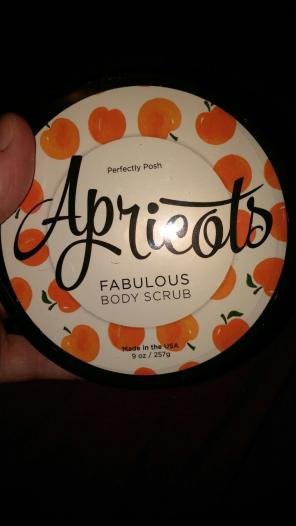 Perfectly Posh
Apricots
FABULOUS
BODY SCRUB
Made in the USA
9 oz / 257g